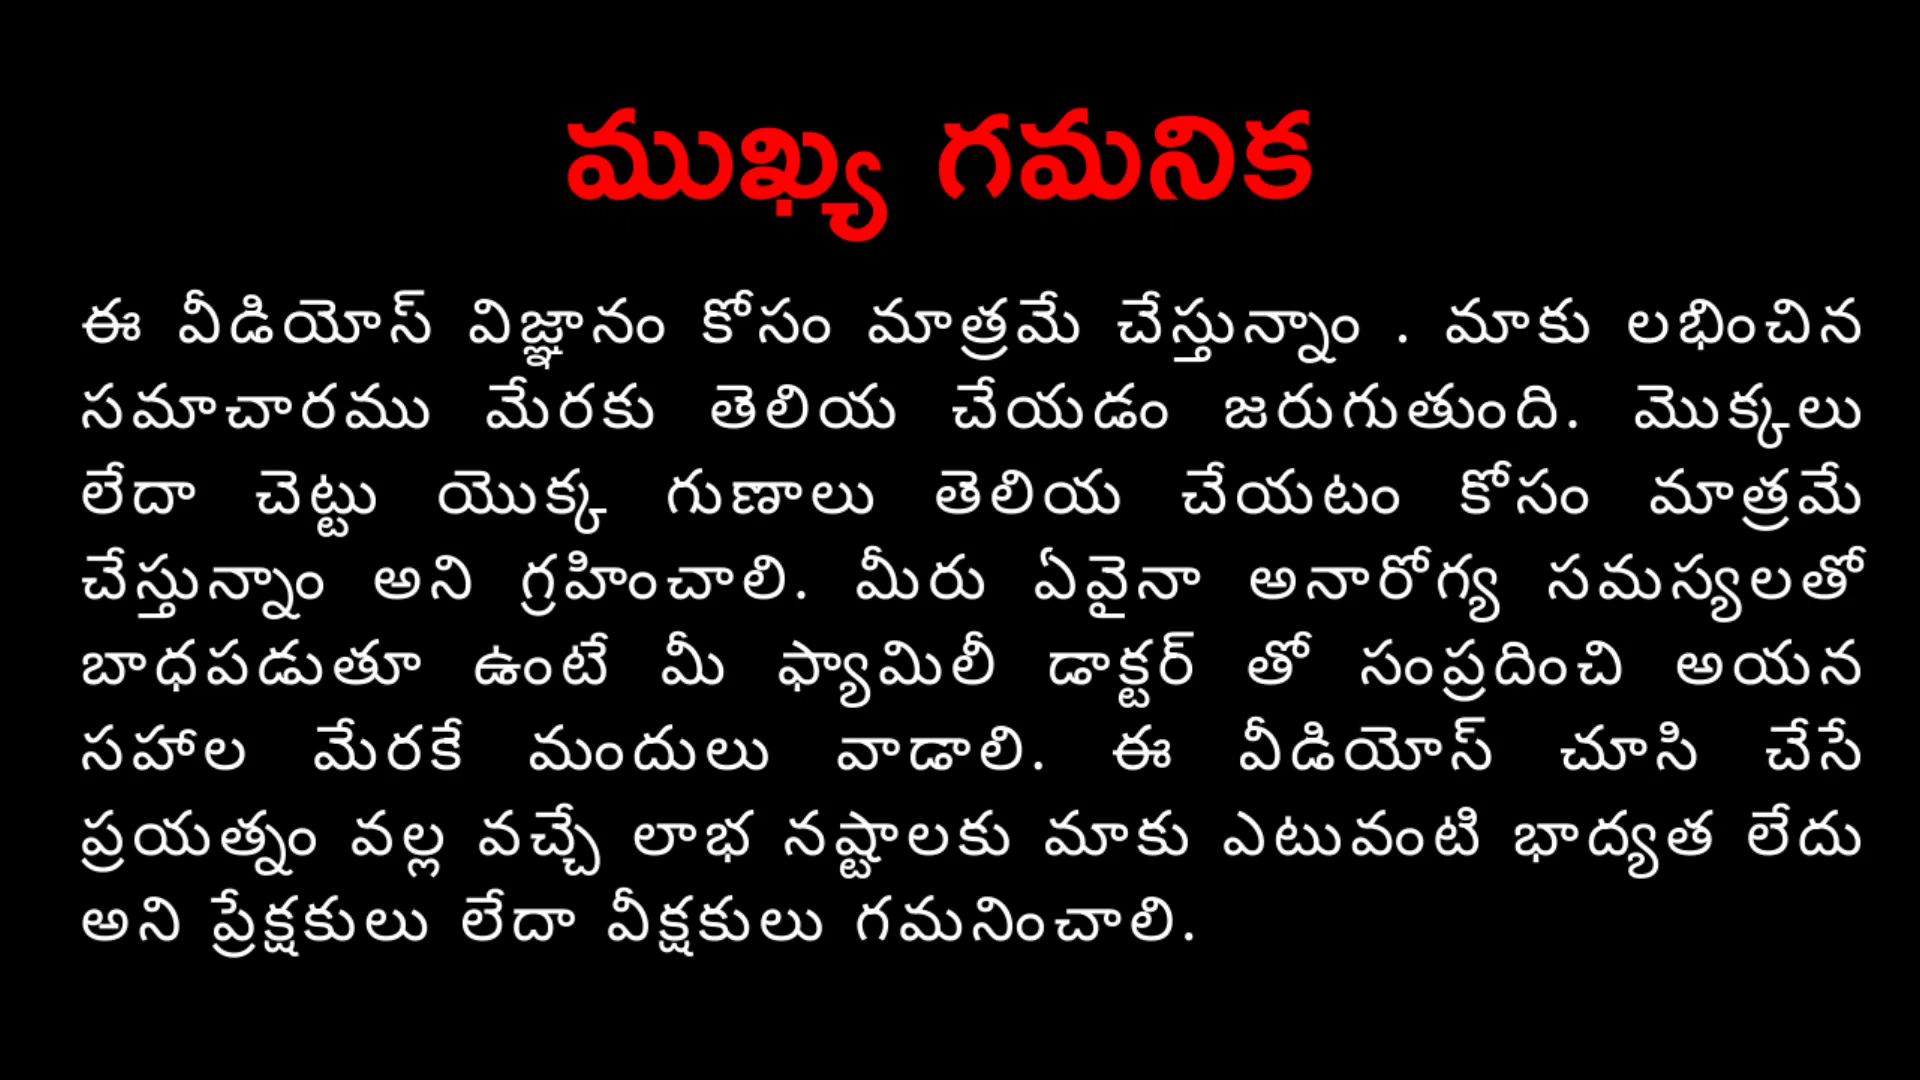 ముఖ్య గమనిక
ఈ వీడియోస్ విజ్ఞానం కోసం మాత్రమే చేస్తున్నాం . మాకు లభించిన
సమాచారము మేరకు తెలియ చేయడం జరుగుతుంది. మొక్కలు
లేదా చెట్టు యొక్క గుణాలు తెలియ చేయటం కోసం మాత్రమే
చేస్తున్నాం అని గ్రహించాలి. మీరు ఏవైనా అనారోగ్య సమస్యలతో
బాధపడుతూ ఉంటే మీ ఫ్యామిలీ డాక్టర్ తో సంప్రదించి అయన
సహాల మేరకే మందులు వాడాలి. ఈ వీడియోస్ చూసి చేసే
ప్రయత్నం వల్ల వచ్చే లాభ నష్టాలకు మాకు ఎటువంటి భాద్యత లేదు
అని ప్రేక్షకులు లేదా వీక్షకులు గమనించాలి.